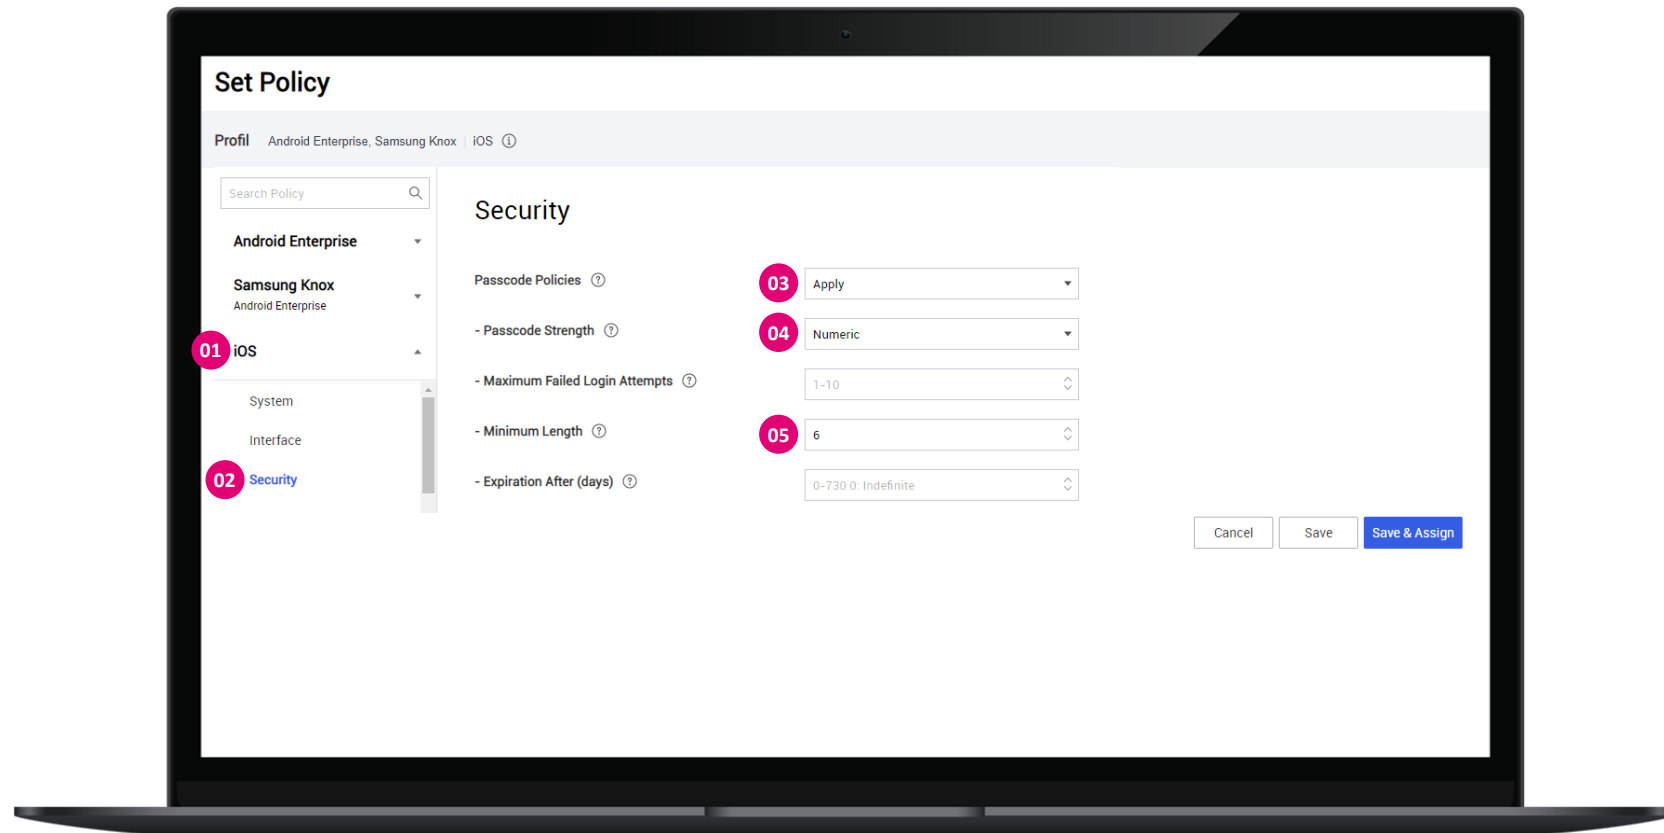 Set Policy
Profil Android Enterprise, Samsung Knox iOS
Search Policy
Android Enterprise
Samsung Knox
Android Enterprise
01 iOS
System
Interface
02 Security
Security
Passcode Policies 03 Apply
- Passcode Strength 04 Numeric
- Maximum Failed Login Attempts 1-10
- Minimum Length 05 6
- Expiration After (days) 0-730 0: Indefinite
Cancel Save Save & Assign